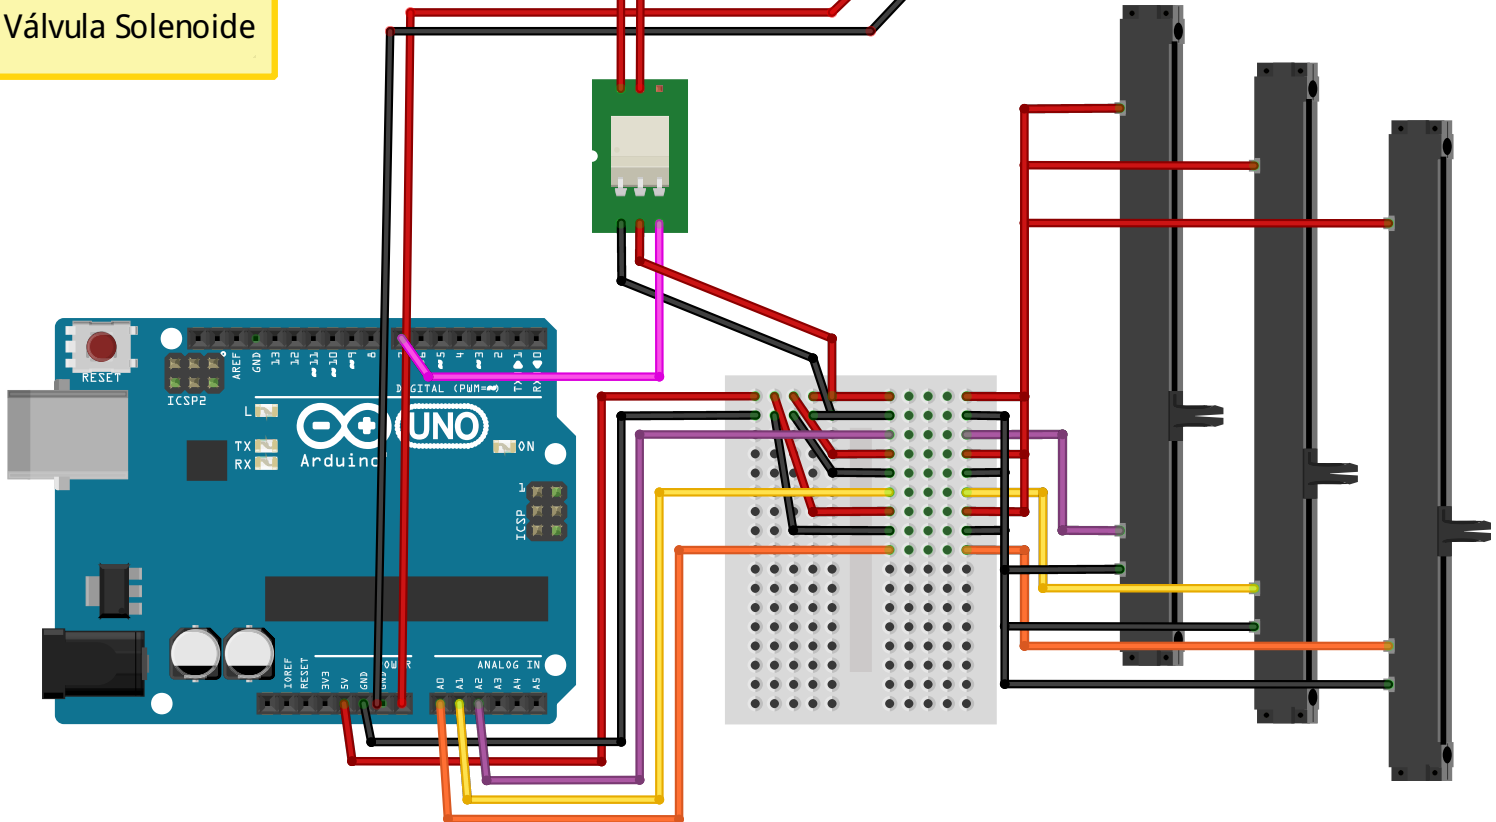 Válvula Solenoide
RESET
ICSP2
AREF
GND
13
12
11
10
9
8
7
6
5
4
3
2
TX 1
RX 0
DIGITAL (PWM=~)
L
TX
RX
UNO
Arduino
ON
1
ICSP
IOREF
RESET
3V3
5V
GND
GND
POWER
ANALOG IN
A0
A1
A2
A3
A4
A5